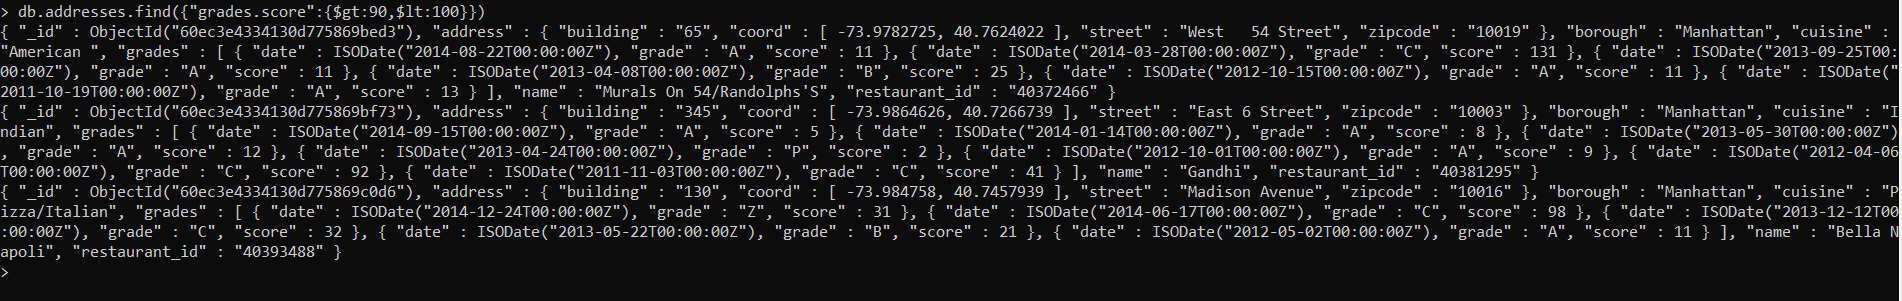 > db.addresses.find({"grades.score":{$gt:90,$lt:100}})
{ "_id" : ObjectId("60ec3e4334130d775869bed3"), "address" : { "building" : "65", "coord" : [ -73.9782725, 40.7624022 ], "street" : "West   54 Street", "zipcode" : "10019" }, "borough" : "Manhattan", "cuisine" :
"American ", "grades" : [ { "date" : ISODate("2014-08-22T00:00:00Z"), "grade" : "A", "score" : 11 }, { "date" : ISODate("2014-03-28T00:00:00Z"), "grade" : "C", "score" : 131 }, { "date" : ISODate("2013-09-25T00:
00:00Z"), "grade" : "A", "score" : 11 }, { "date" : ISODate("2013-04-08T00:00:00Z"), "grade" : "B", "score" : 25 }, { "date" : ISODate("2012-10-15T00:00:00Z"), "grade" : "A", "score" : 11 }, { "date" : ISODate("
2011-10-19T00:00:00Z"), "grade" : "A", "score" : 13 } ], "name" : "Murals On 54/Randolphs'S", "restaurant_id" : "40372466" }
{ "_id" : ObjectId("60ec3e4334130d775869bf73"), "address" : { "building" : "345", "coord" : [ -73.9864626, 40.7266739 ], "street" : "East 6 Street", "zipcode" : "10003" }, "borough" : "Manhattan", "cuisine" : "I
ndian", "grades" : [ { "date" : ISODate("2014-09-15T00:00:00Z"), "grade" : "A", "score" : 5 }, { "date" : ISODate("2014-01-14T00:00:00Z"), "grade" : "A", "score" : 8 }, { "date" : ISODate("2013-05-30T00:00:00Z")
, "grade" : "A", "score" : 12 }, { "date" : ISODate("2013-04-24T00:00:00Z"), "grade" : "P", "score" : 2 }, { "date" : ISODate("2012-10-01T00:00:00Z"), "grade" : "A", "score" : 9 }, { "date" : ISODate("2012-04-06
T00:00:00Z"), "grade" : "C", "score" : 92 }, { "date" : ISODate("2011-11-03T00:00:00Z"), "grade" : "C", "score" : 41 } ], "name" : "Gandhi", "restaurant_id" : "40381295" }
{ "_id" : ObjectId("60ec3e4334130d775869c0d6"), "address" : { "building" : "130", "coord" : [ -73.984758, 40.7457939 ], "street" : "Madison Avenue", "zipcode" : "10016" }, "borough" : "Manhattan", "cuisine" : "P
izza/Italian", "grades" : [ { "date" : ISODate("2014-12-24T00:00:00Z"), "grade" : "Z", "score" : 31 }, { "date" : ISODate("2014-06-17T00:00:00Z"), "grade" : "C", "score" : 98 }, { "date" : ISODate("2013-12-12T00
:00:00Z"), "grade" : "C", "score" : 32 }, { "date" : ISODate("2013-05-22T00:00:00Z"), "grade" : "B", "score" : 21 }, { "date" : ISODate("2012-05-02T00:00:00Z"), "grade" : "A", "score" : 11 } ], "name" : "Bella N
apoli", "restaurant_id" : "40393488" }
>